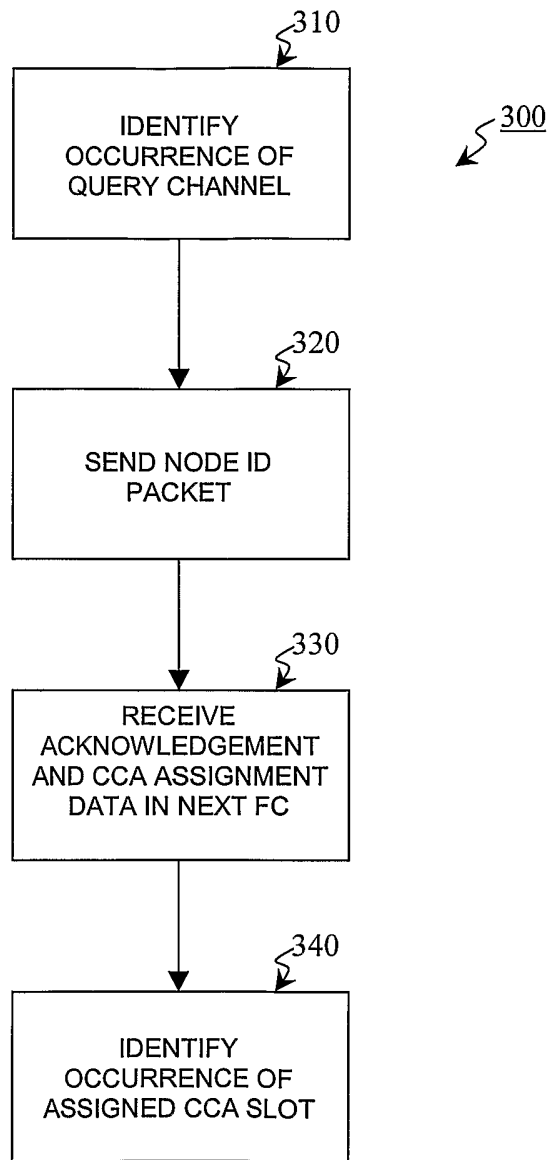 310
IDENTIFY
OCCURRENCE OF
QUERY CHANNEL
300
320
SEND NODE ID
PACKET
330
RECEIVE
ACKNOWLEDGEMENT
AND CCA ASSIGNMENT
DATA IN NEXT FC
340
IDENTIFY
OCCURRENCE OF
ASSIGNED CCA SLOT